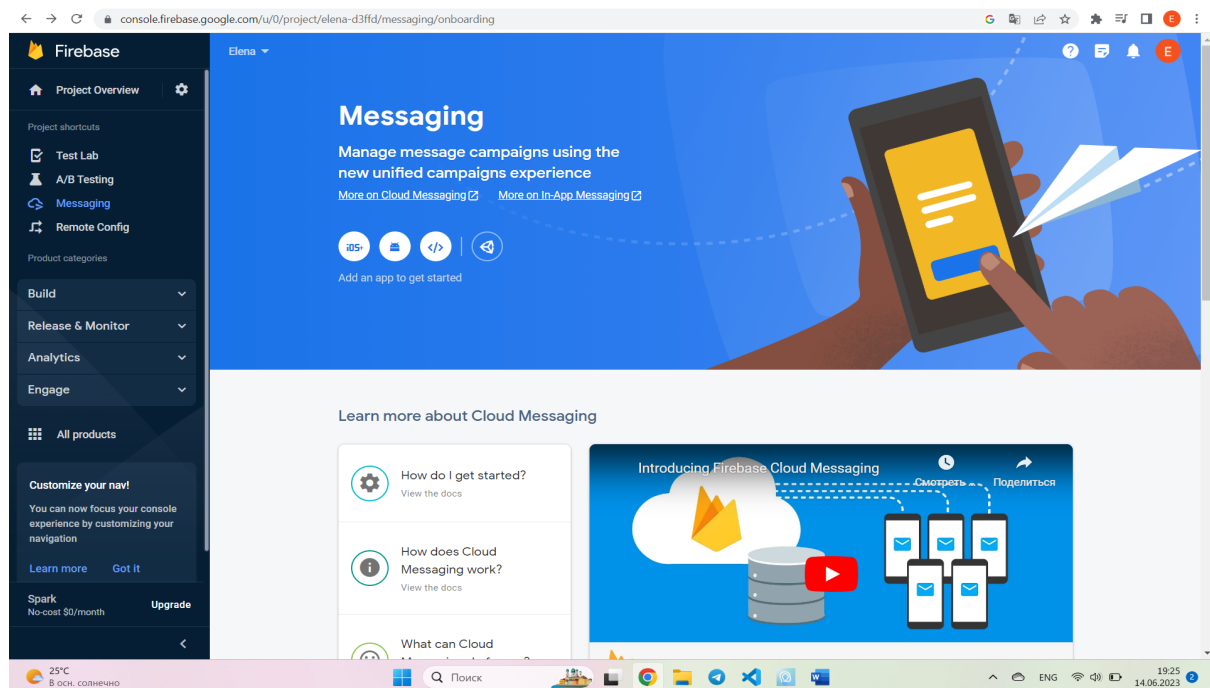 console.firebase.google.com/u/0/project/elena-d3ffd/messaging/onboarding
E
Firebase
Elena
E
Project Overview
Project shortcuts
Test Lab
A/B Testing
Messaging
Remote Config
Product categories
Build
Release & Monitor
Analytics
Engage
All products
Customize your nav!
You can now focus your console
experience by customizing your
navigation
Learn more Got it
Spark
No-cost $0/month
Upgrade
Messaging
Manage message campaigns using the
new unified campaigns experience
More on Cloud Messaging More on In-App Messaging
iOS+
Add an app to get started
Learn more about Cloud Messaging
How do I get started?
View the docs
How does Cloud
Messaging work?
View the docs
What can Cloud
Introducing Firebase Cloud Messaging
Смотреть...
Поделиться
25°C
В осн. солнечно
Поиск
ENG
19:25
14.06.2023
2